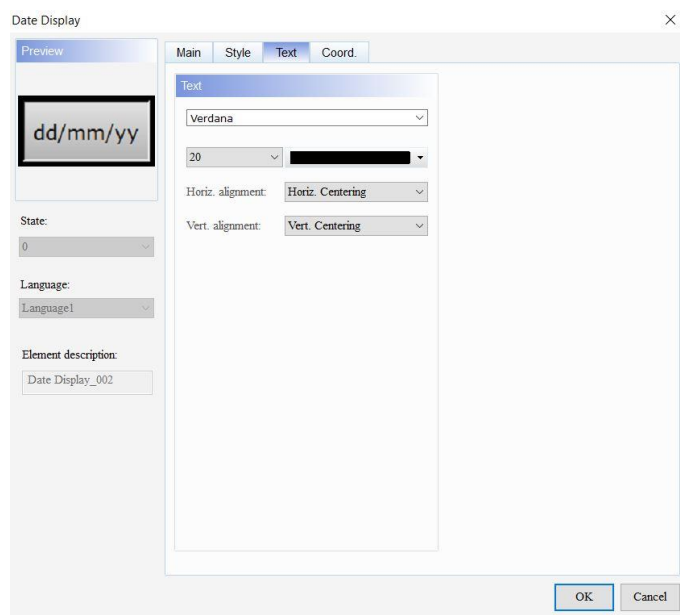 Date Display
Preview
dd/mm/yy
State:
0
Language:
Language1
Element description:
Date Display_002
Main Style Text Coord.
Text
Verdana
20
Horiz. alignment: Horiz. Centering
Vert. alignment: Vert. Centering
OK Cancel